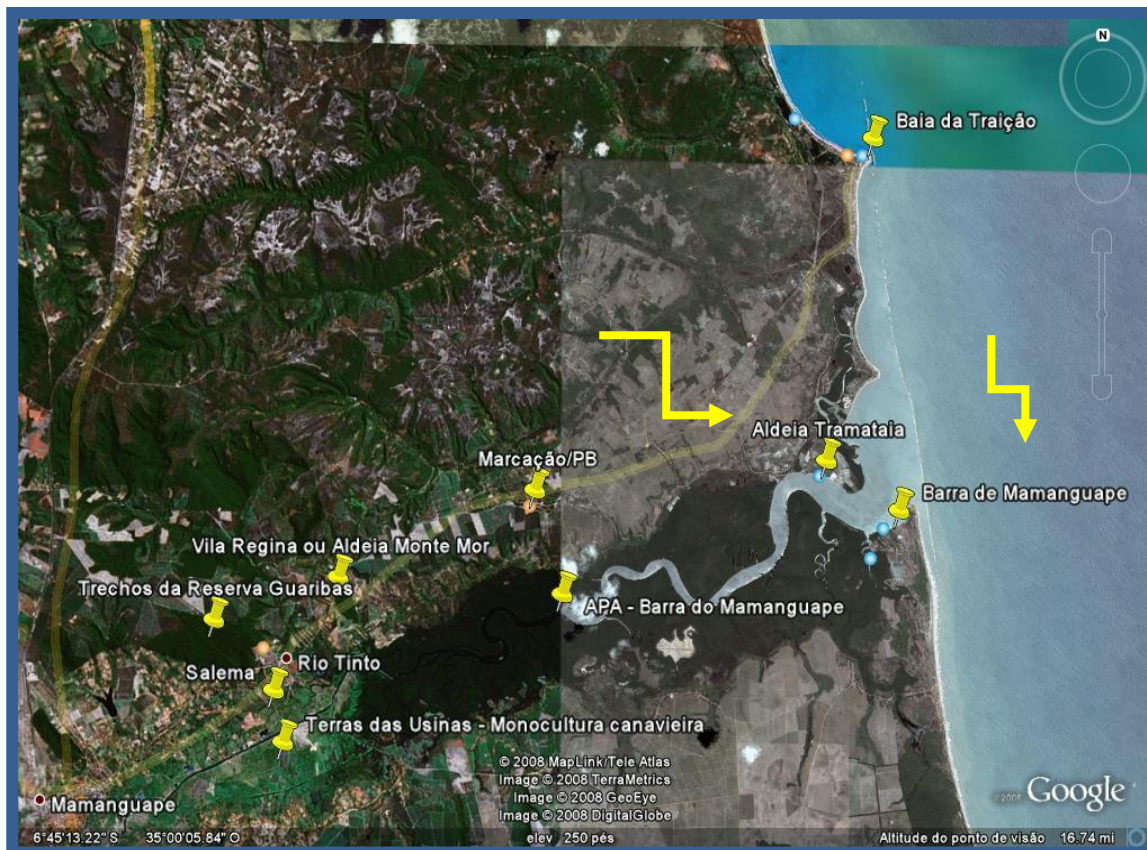 N
Baia da Traição
Aldeia Tramataia
Marcação/PB
Barra de Mamanguape
Vila Regina ou Aldeia Monte Mor
Trechos da Reserva Guaribas
APA - Barra do Mamanguape
Rio Tinto
Salema
Terras das Usinas - Monocultura canavieira
© 2008 MapLink/Tele Atlas
Image © 2008 TerraMetrics
Image © 2008 GeoEye
Image © 2008 DigitalGlobe
©2008 Google
Mamanguape
6°45'13.22" S 35°00'05.84" O elev 250 pés Altitude do ponto de visão 16.74 mi